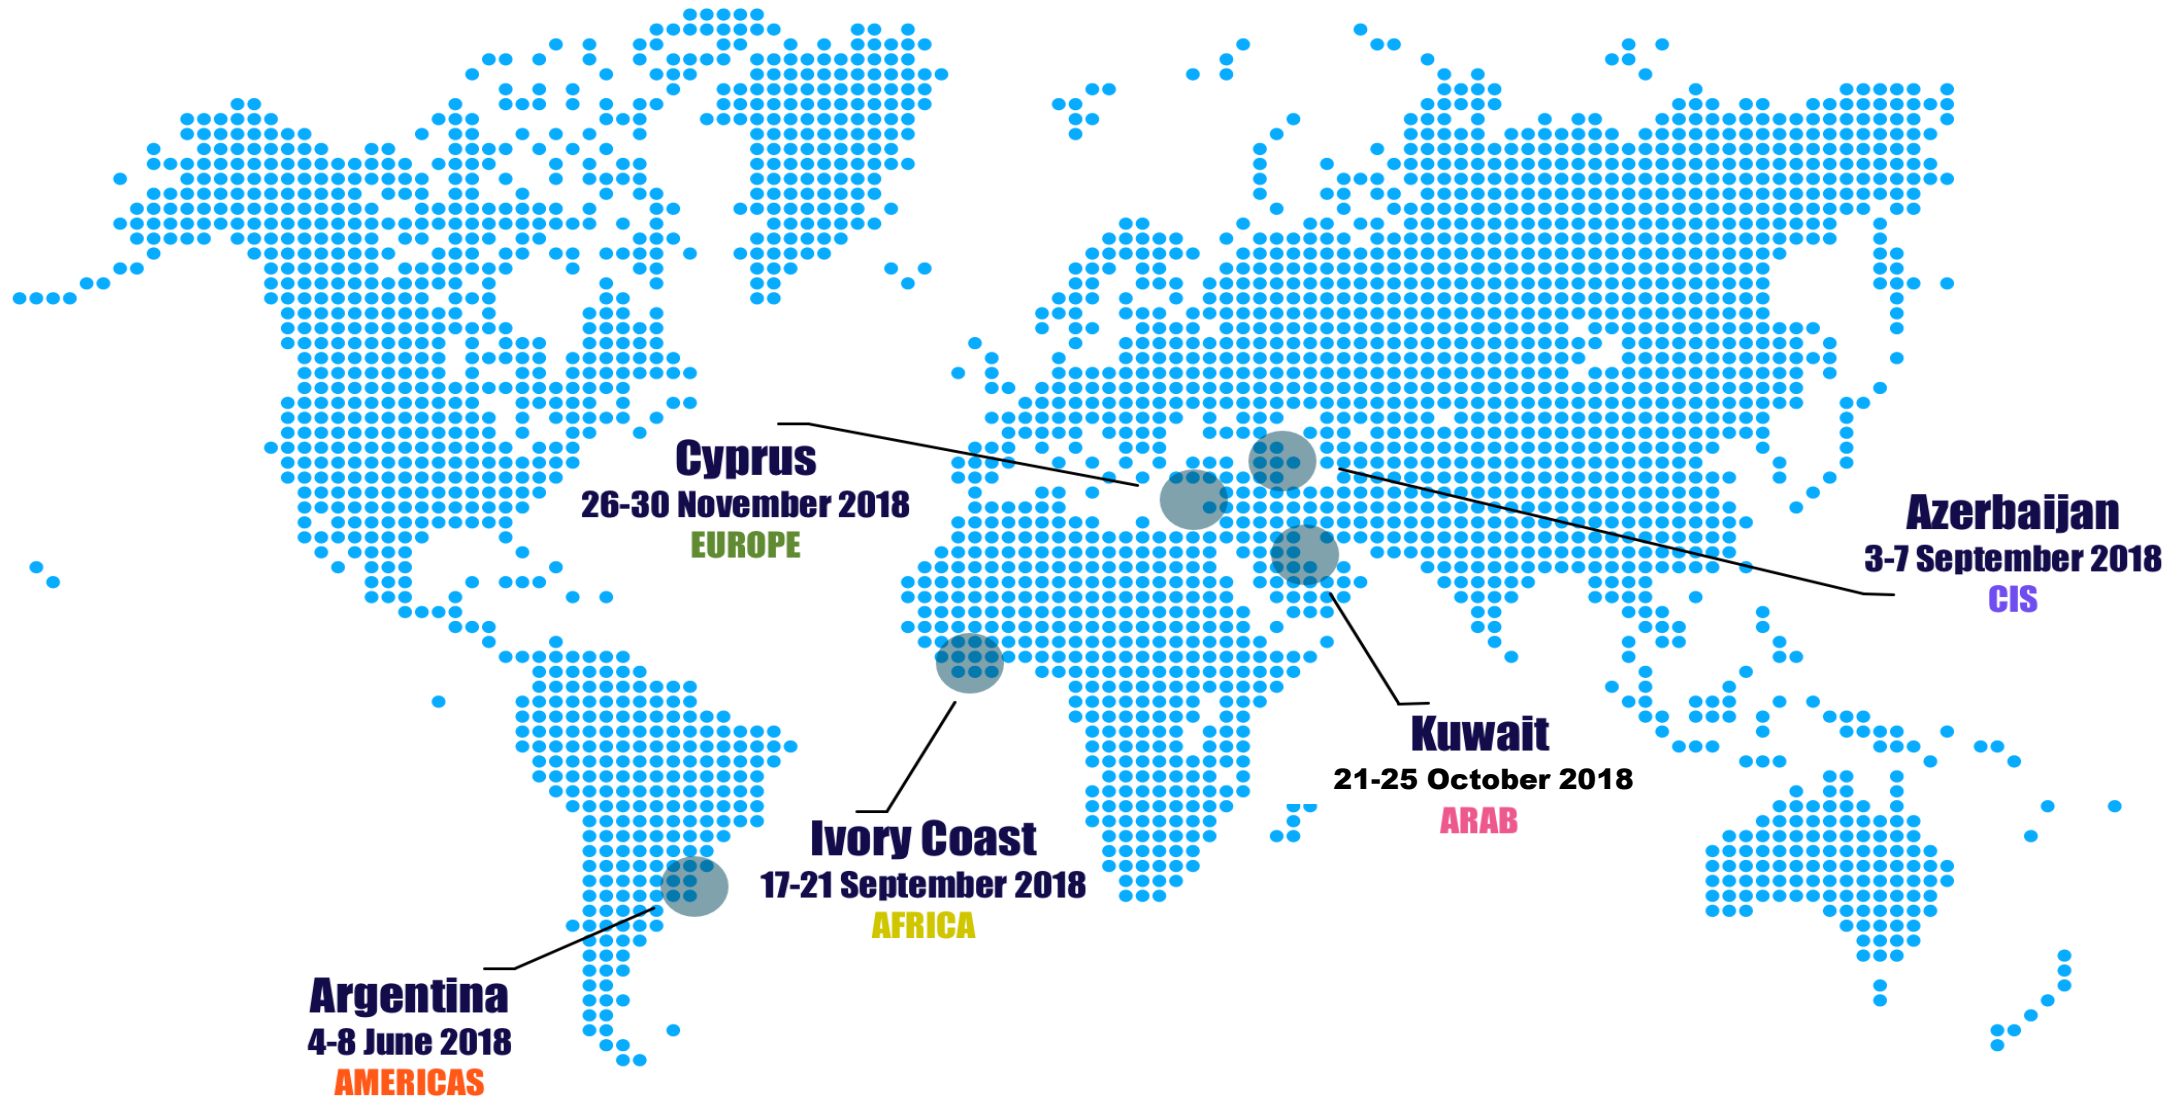 Cyprus
26-30 November 2018
EUROPE
Azerbaijan
3-7 September 2018
CIS
Kuwait
21-25 October 2018
ARAB
Ivory Coast
17-21 September 2018
AFRICA
Argentina
4-8 June 2018
AMERICAS